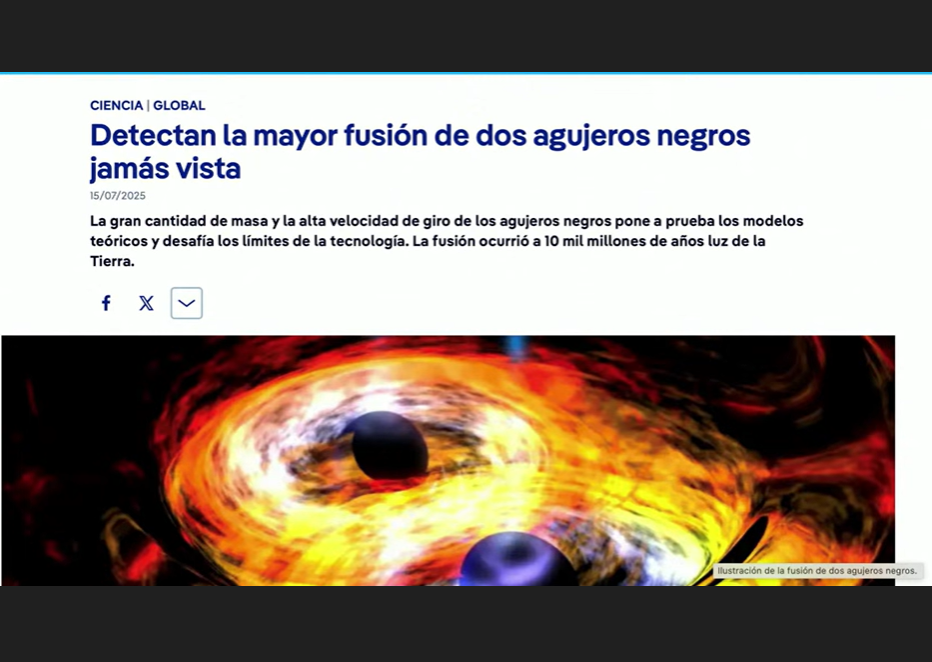 CIENCIA | GLOBAL
Detectan la mayor fusión de dos agujeros negros
jamás vista
15/07/2025
La gran cantidad de masa y la alta velocidad de giro de los agujeros negros pone a prueba los modelos
teóricos y desafía los límites de la tecnología. La fusión ocurrió a 10 mil millones de años luz de la
Tierra.
Ilustración de la fusión de dos agujeros negros.